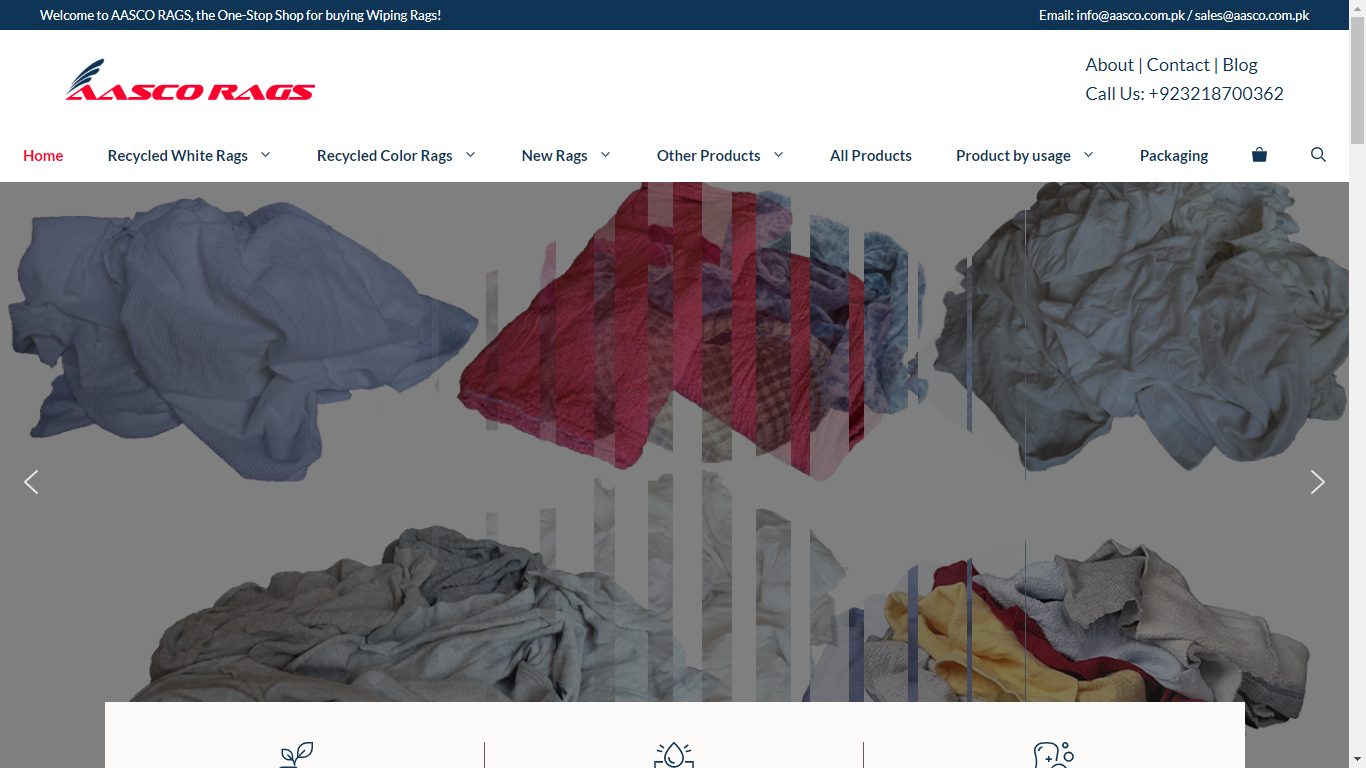 Welcome to AASCO RAGS, the One-Stop Shop for buying Wiping Rags!
Email: info@aasco.com.pk / sales@aasco.com.pk
AASCO RAGS
About | Contact | Blog
Call Us: +923218700362
Home
Recycled White Rags
Recycled Color Rags
New Rags
Other Products
All Products
Product by usage
Packaging